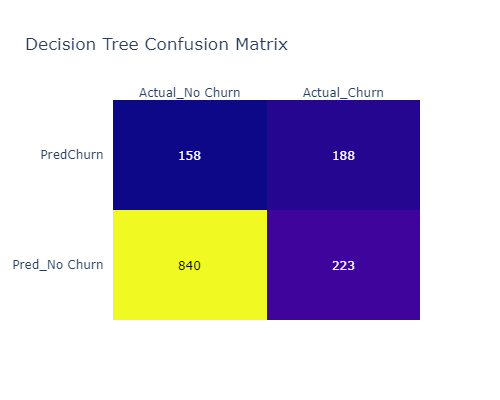 Decision Tree Confusion Matrix
Actual_No Churn Actual_Churn
PredChurn 158 188
Pred_No Churn 840 223